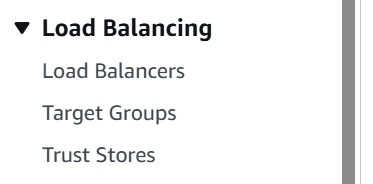 Load Balancing
Load Balancers
Target Groups
Trust Stores